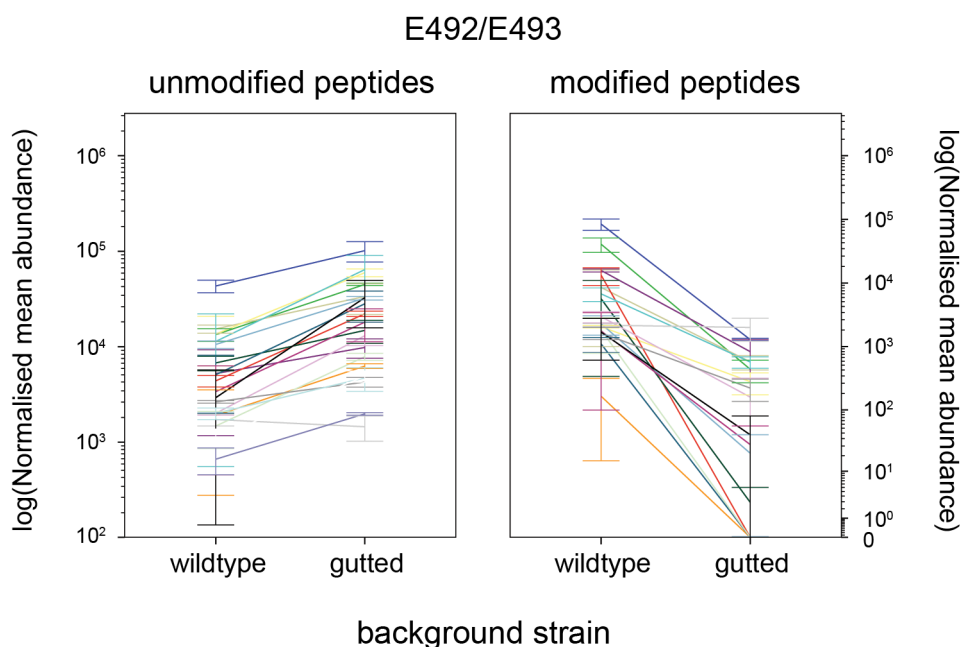 E492/E493
unmodified peptides
modified peptides
log(Normalised mean abundance)
10⁶
10⁵
10⁴
10³
10²
wildtype
gutted
10⁶
10⁵
10⁴
10³
10²
10¹
10⁰
0
wildtype
gutted
log(Normalised mean abundance)
background strain